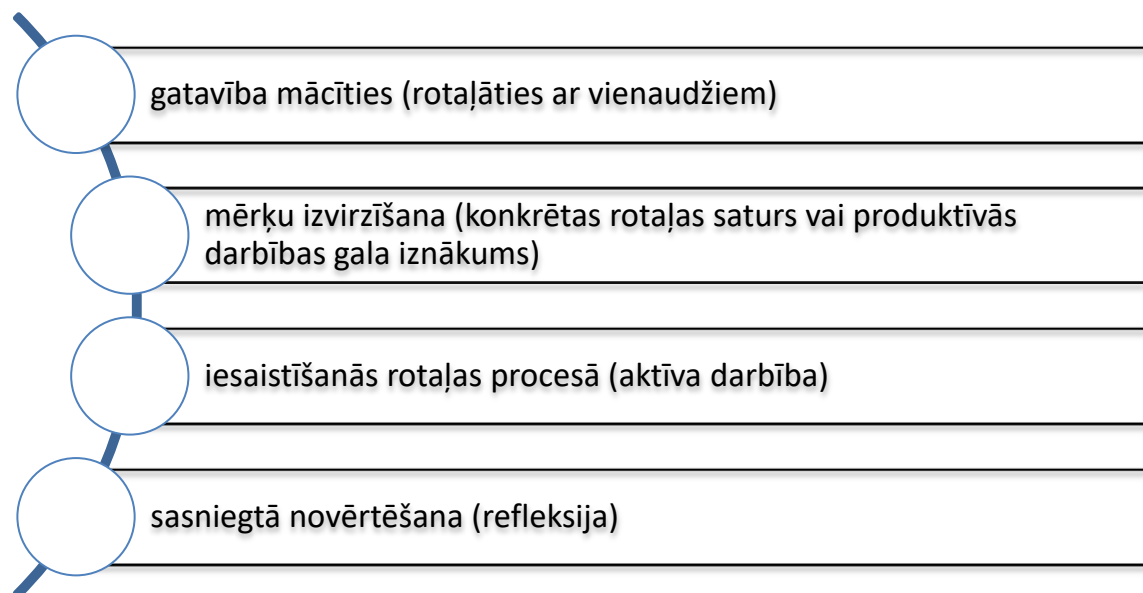 gatavība mācīties (rotaļāties ar vienaudžiem)
mērķu izvirzīšana (konkrētas rotaļas saturs vai produktīvās
darbības gala iznākums)
iesaistīšanās rotaļas procesā (aktīva darbība)
sasniegtā novērtēšana (refleksija)